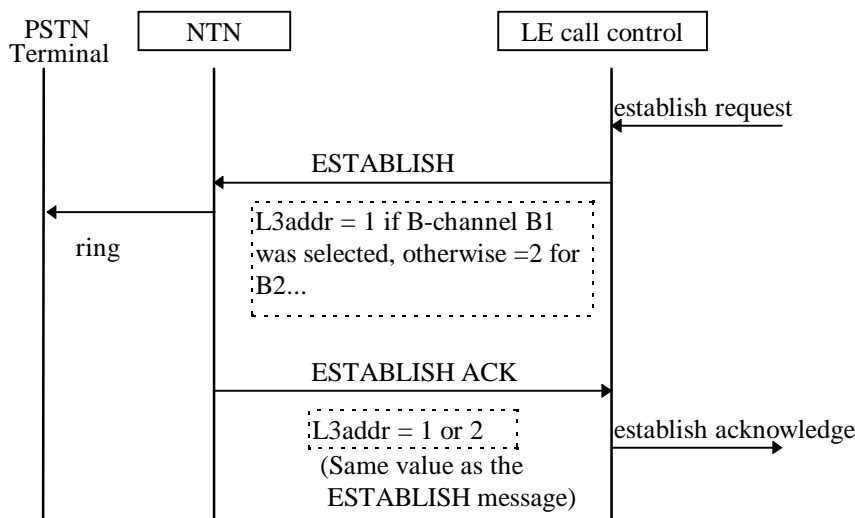 PSTN
Terminal
NTN
LE call control
establish request
ESTABLISH
L3addr = 1 if B-channel B1
was selected, otherwise =2 for
B2...
ring
ESTABLISH ACK
L3addr = 1 or 2
(Same value as the
ESTABLISH message)
establish acknowledge